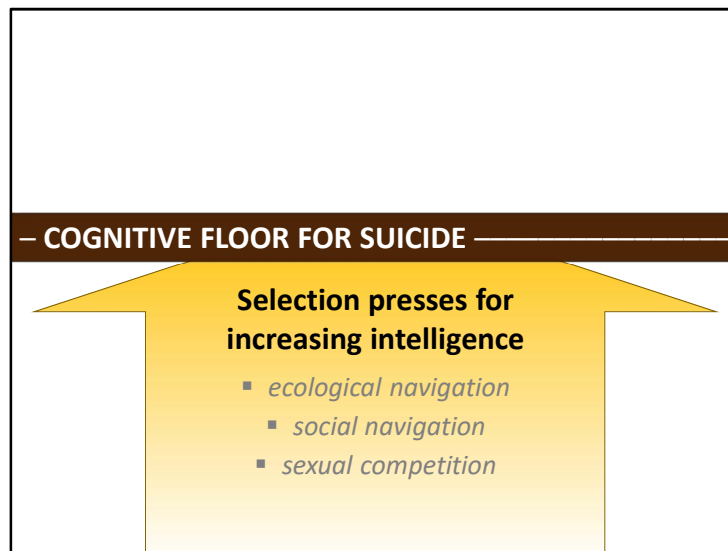 – COGNITIVE FLOOR FOR SUICIDE –
Selection presses for
increasing intelligence
▪ ecological navigation
▪ social navigation
▪ sexual competition